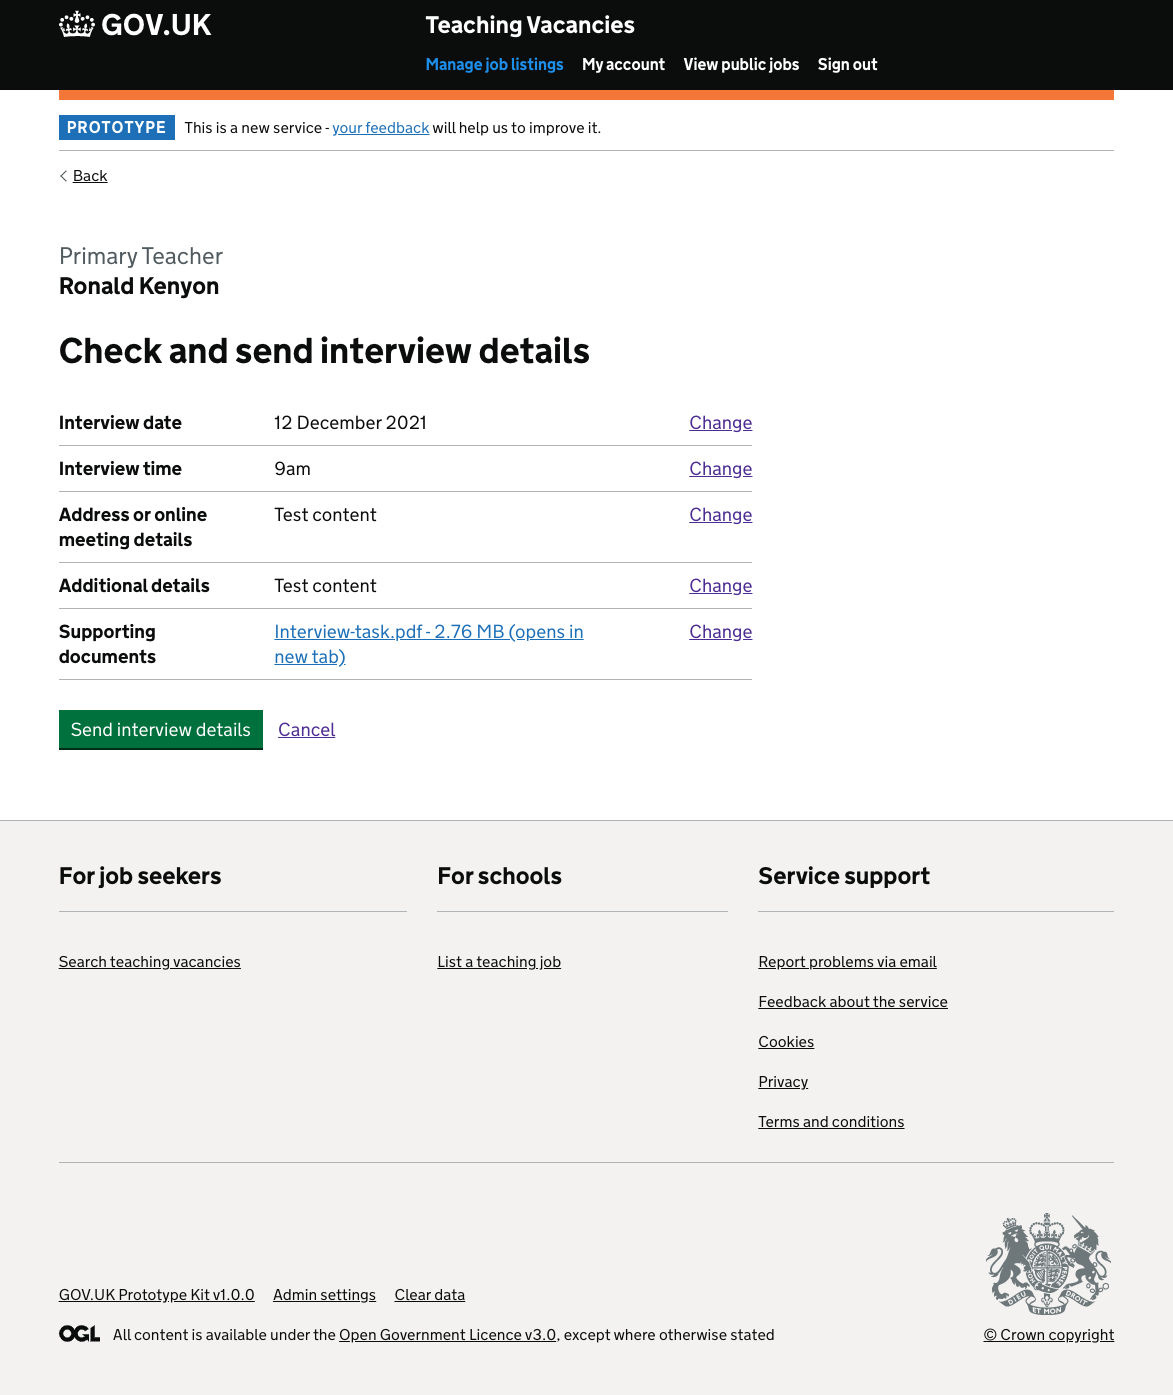 GOV.UK
Teaching Vacancies
Manage job listings My account View public jobs Sign out
PROTOTYPE This is a new service - your feedback will help us to improve it.
Back
Primary Teacher
Ronald Kenyon
Check and send interview details
Interview date 12 December 2021 Change
Interview time 9am Change
Address or online Test content Change
meeting details
Additional details Test content Change
Supporting Interview-task.pdf - 2.76 MB (opens in Change
documents new tab)
Send interview details Cancel
For job seekers
Search teaching vacancies
For schools
List a teaching job
Service support
Report problems via email
Feedback about the service
Cookies
Privacy
Terms and conditions
GOV.UK Prototype Kit v1.0.0 Admin settings Clear data
OGL All content is available under the Open Government Licence v3.0, except where otherwise stated
DIEU ET MON DROIT
© Crown copyright